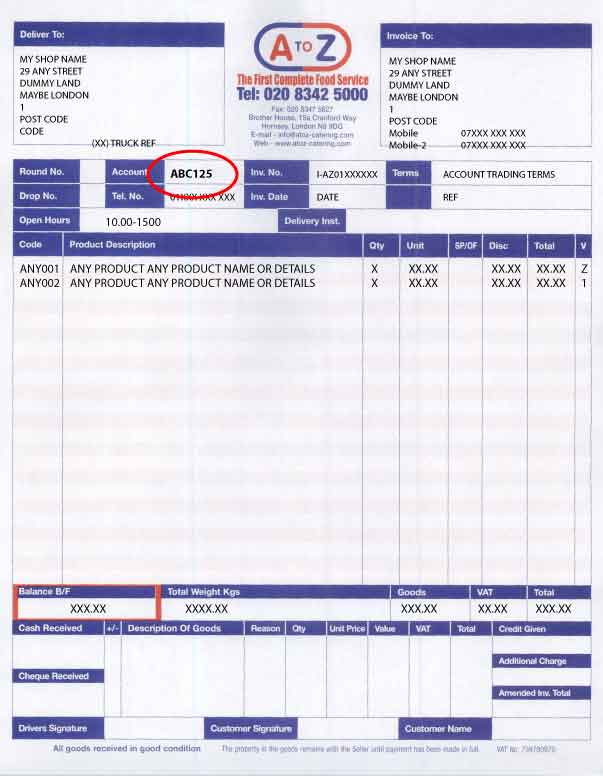 Deliver To:
MY SHOP NAME
29 ANY STREET
DUMMY LAND
MAYBE LONDON
1
POST CODE
CODE
(XX) TRUCK REF
A TO Z
The First Complete Food Service
Tel: 020 8342 5000
Fax: 020 8347 5627
Brother House, 15a Cranford Way
Hornsey, London N8 9DG
E-mail - info@atoz-catering.com
Web - www.atoz-catering.com
Invoice To:
MY SHOP NAME
29 ANY STREET
DUMMY LAND
MAYBE LONDON
1
POST CODE
Mobile 07XXX XXX XXX
Mobile-2 07XXX XXX XXX
Round No. Account ABC125 Inv. No. I-AZ01XXXXXX Terms ACCOUNT TRADING TERMS
Drop No. Tel. No. 01XXX XXX XXX Inv. Date DATE REF
Open Hours 10.00-1500 Delivery Inst.
Code Product Description Qty Unit SP/OF Disc Total V
ANY001 ANY PRODUCT ANY PRODUCT NAME OR DETAILS X XX.XX XX.XX XX.XX Z
ANY002 ANY PRODUCT ANY PRODUCT NAME OR DETAILS X XX.XX XX.XX XX.XX 1
Balance B/F Total Weight Kgs Goods VAT Total
XXX.XX XXXX.XX XXX.XX XX.XX XXX.XX
Cash Received +/- Description Of Goods Reason Qty Unit Price Value VAT Total Credit Given
Additional Charge
Cheque Received
Amended Inv. Total
Drivers Signature Customer Signature Customer Name
All goods received in good condition The property in the goods remains with the Seller until payment has been made in full. VAT No: